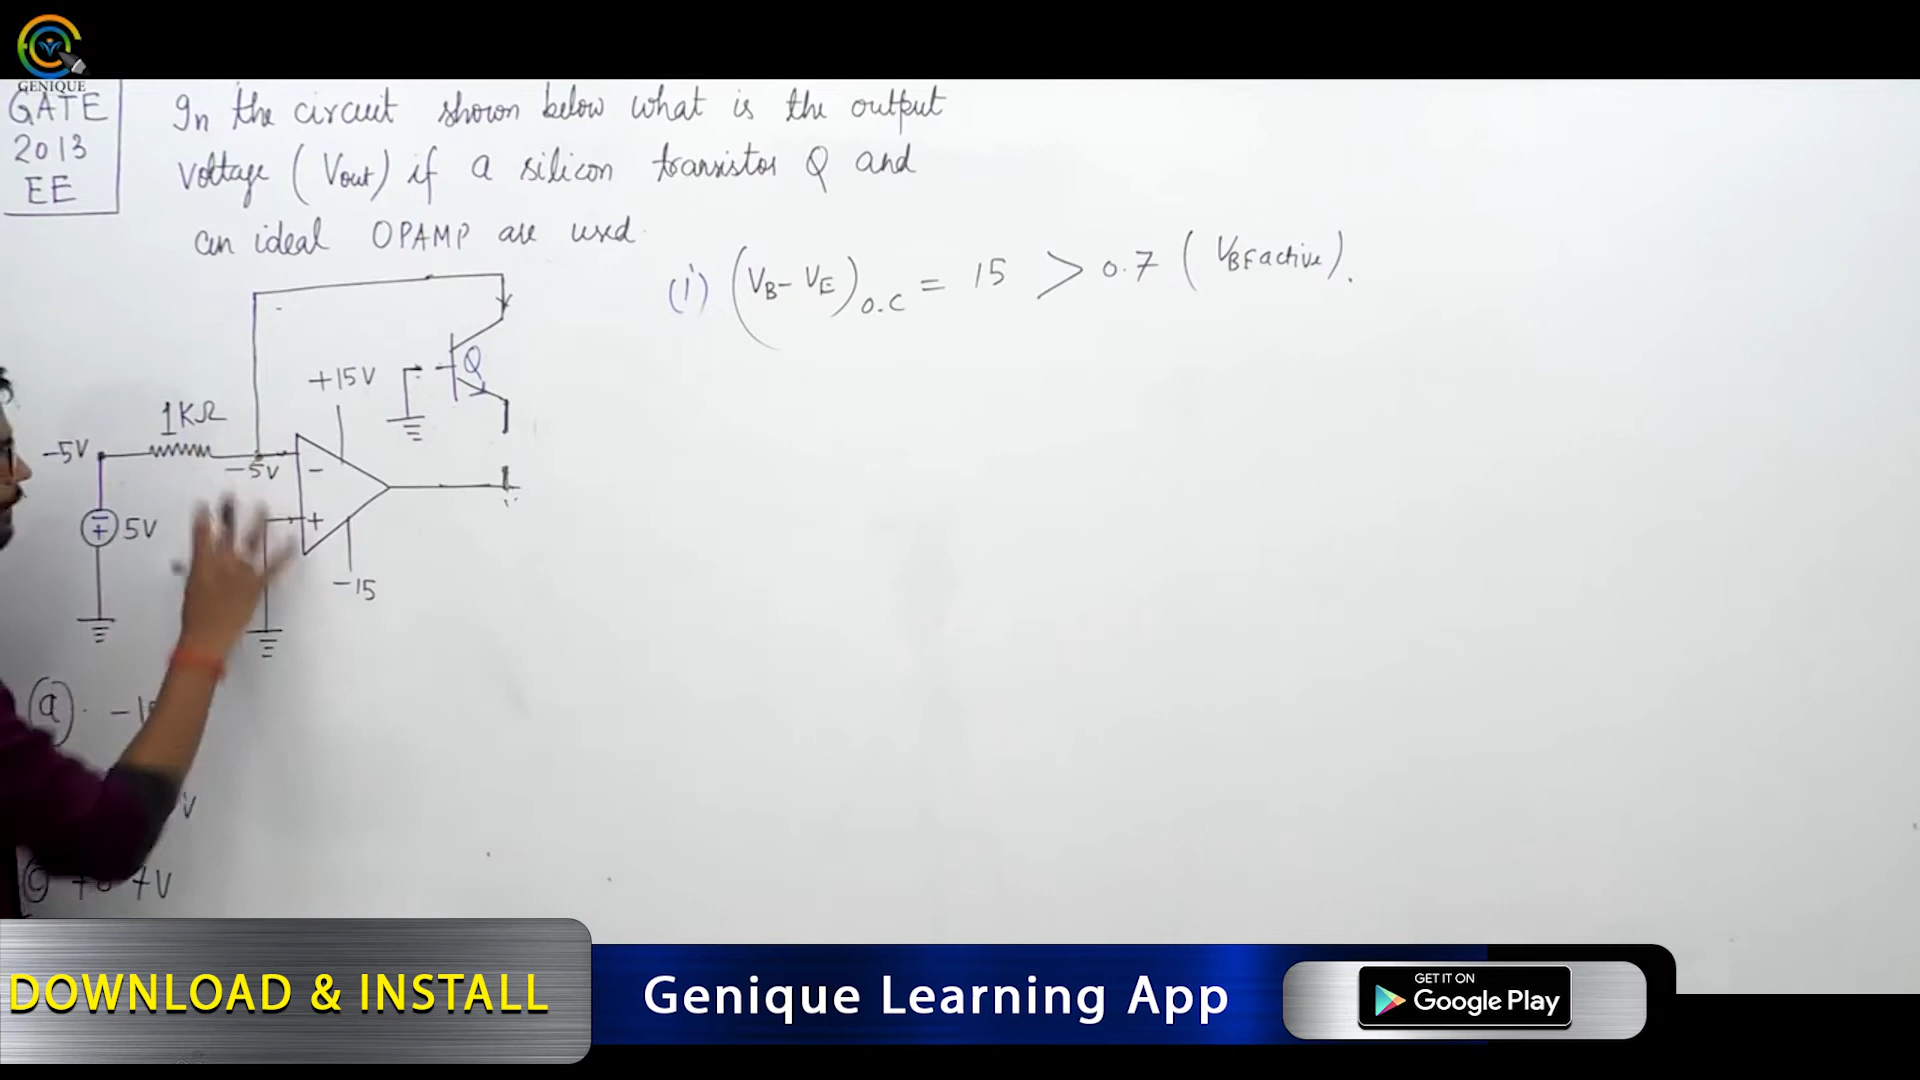 GENIQUE
GATE
2013
EE
In the circuit shown below what is the output
voltage (Vout) if a silicon transistor Q and
an ideal OPAMP are used.
(i) (VB - VE)O.C = 15 > 0.7 (VBE active).
+15V
Q
1KΩ
-5V
-5V
-
+
5V
-15
(a)
V
7V
DOWNLOAD & INSTALL
Genique Learning App
GET IT ON
Google Play